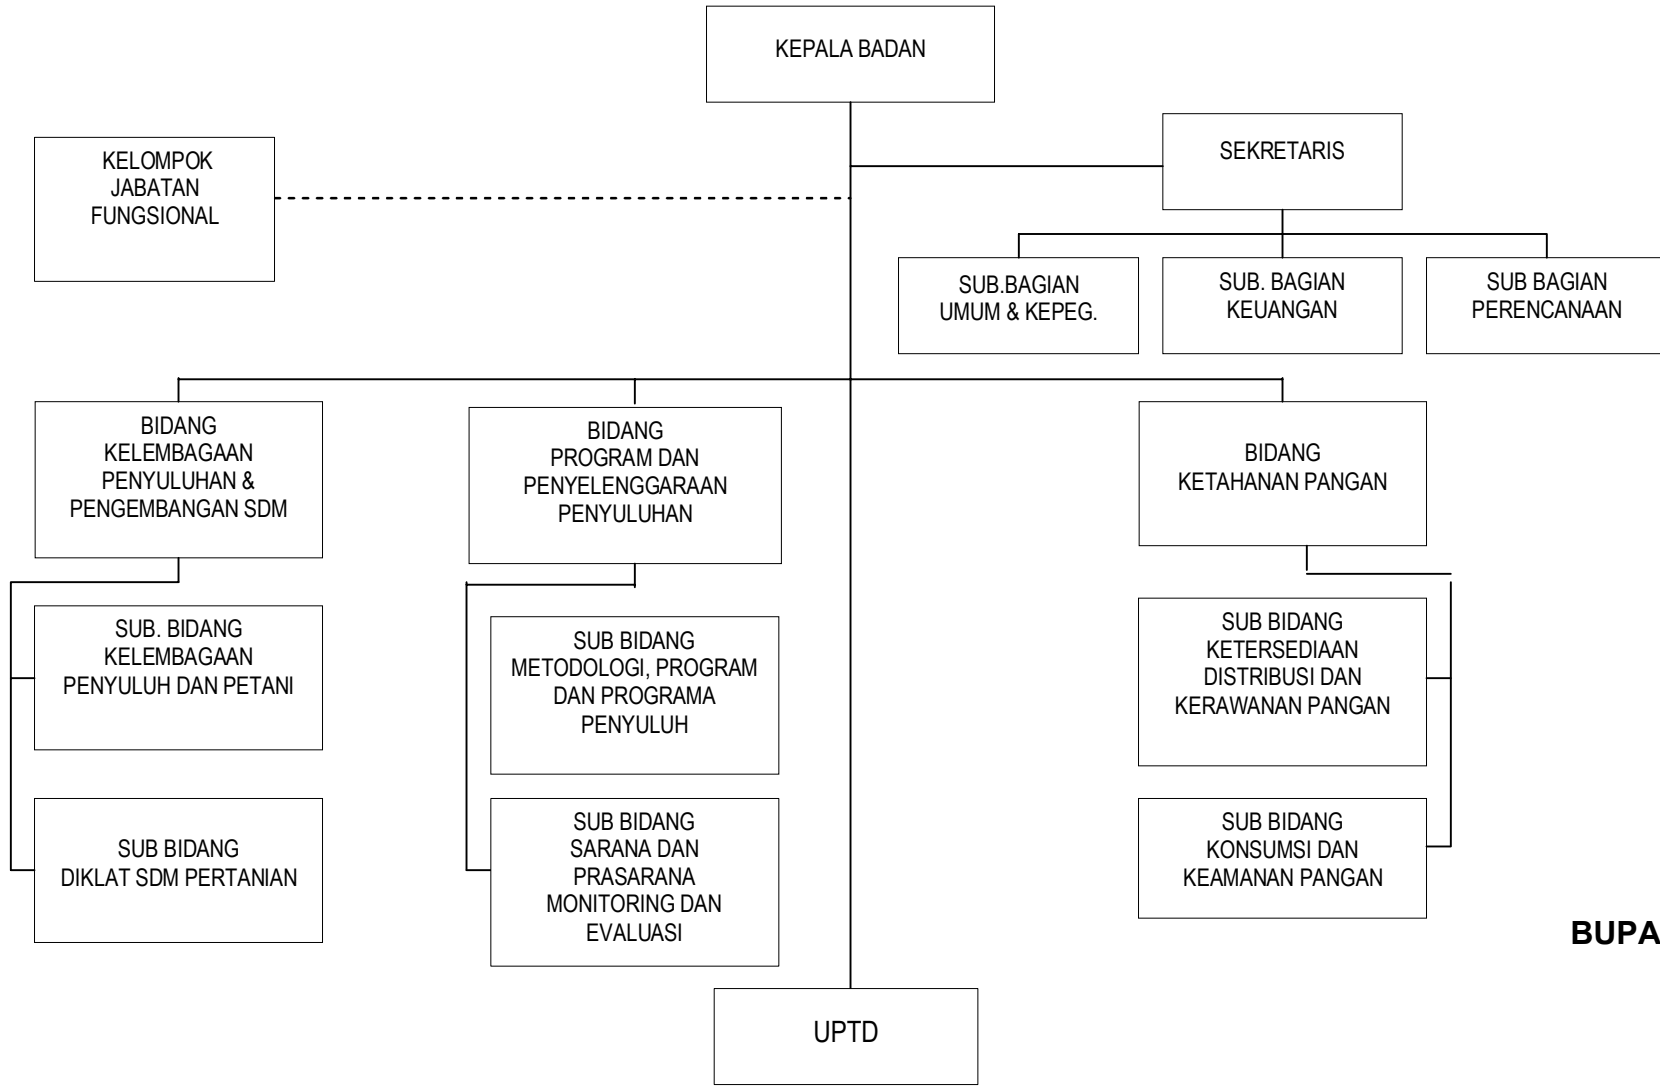 KEPALA BADAN
KELOMPOK
JABATAN
FUNGSIONAL
SEKRETARIS
SUB.BAGIAN
UMUM & KEPEG.
SUB. BAGIAN
KEUANGAN
SUB BAGIAN
PERENCANAAN
BIDANG
KELEMBAGAAN
PENYULUHAN &
PENGEMBANGAN SDM
BIDANG
PROGRAM DAN
PENYELENGGARAAN
PENYULUHAN
BIDANG
KETAHANAN PANGAN
SUB. BIDANG
KELEMBAGAAN
PENYULUH DAN PETANI
SUB BIDANG
METODOLOGI, PROGRAM
DAN PROGRAMA
PENYULUH
SUB BIDANG
KETERSEDIAAN
DISTRIBUSI DAN
KERAWANAN PANGAN
SUB BIDANG
DIKLAT SDM PERTANIAN
SUB BIDANG
SARANA DAN
PRASARANA
MONITORING DAN
EVALUASI
SUB BIDANG
KONSUMSI DAN
KEAMANAN PANGAN
BUPA
UPTD